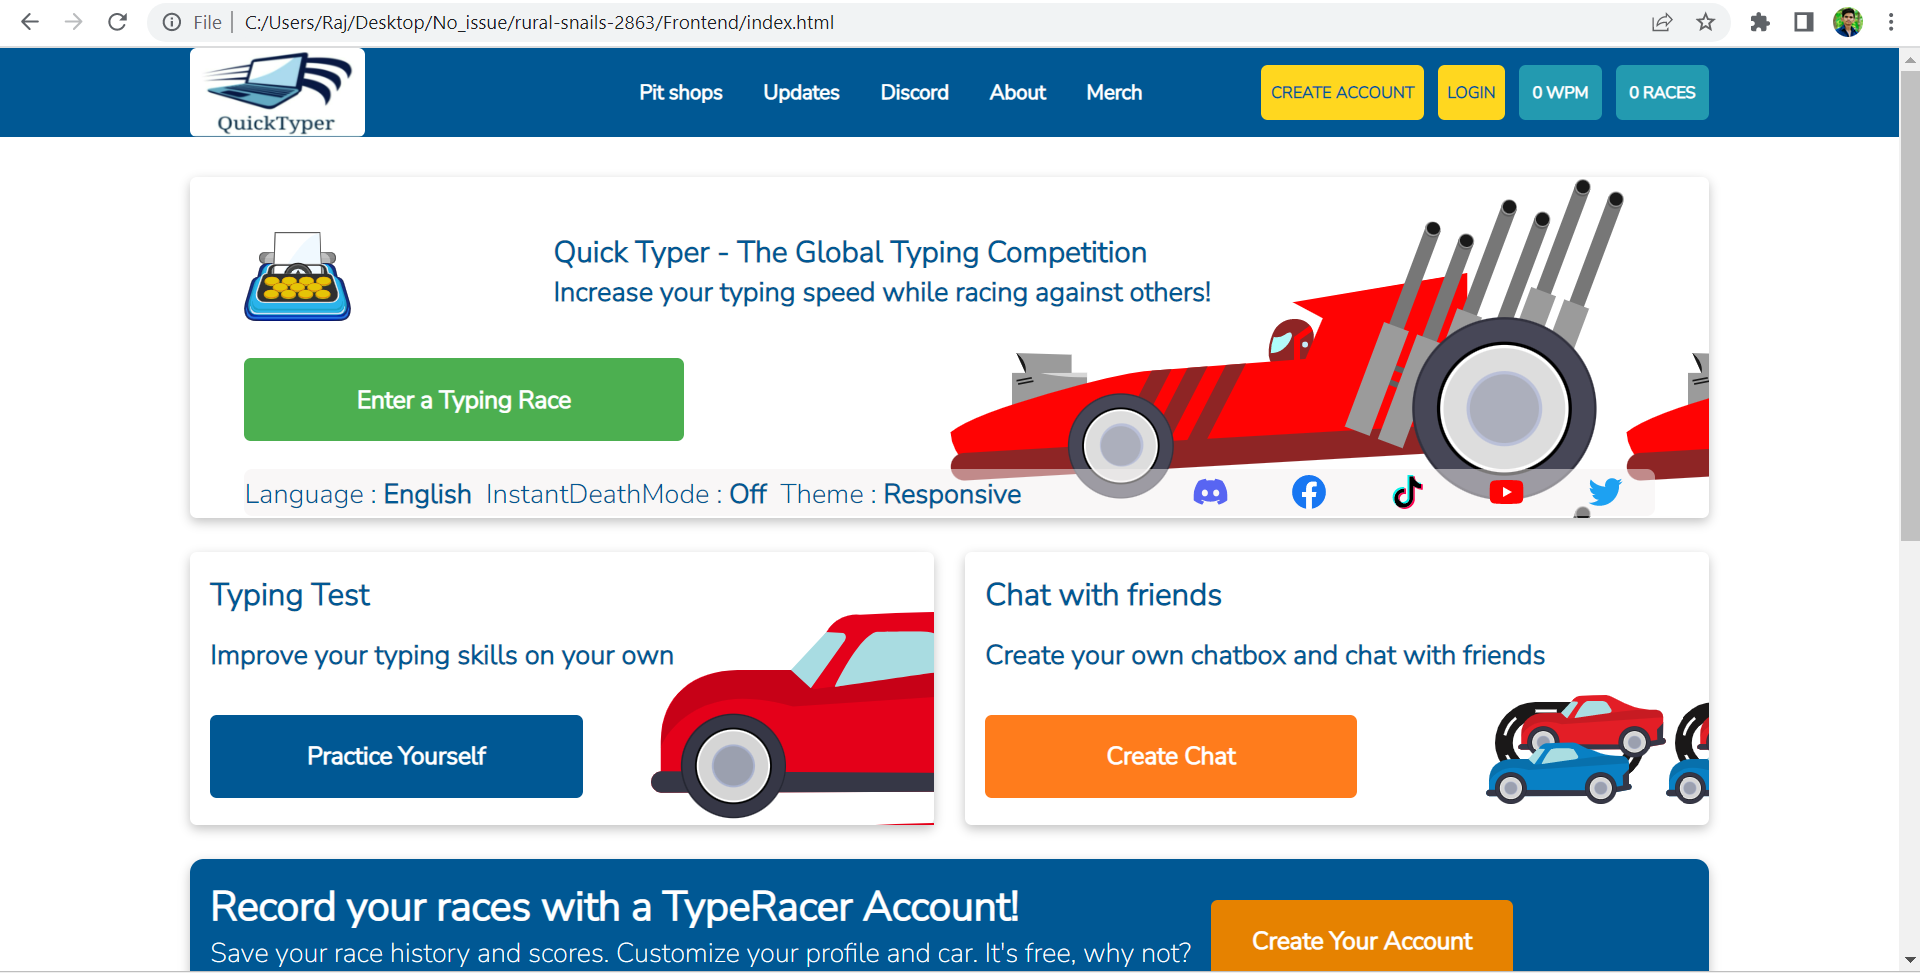 File C:/Users/Raj/Desktop/No_issue/rural-snails-2863/Frontend/index.html
QuickTyper
Pit shops Updates Discord About Merch
CREATE ACCOUNT LOGIN 0 WPM 0 RACES
Quick Typer - The Global Typing Competition
Increase your typing speed while racing against others!
Enter a Typing Race
Language : English InstantDeathMode : Off Theme : Responsive
Typing Test
Improve your typing skills on your own
Practice Yourself
Chat with friends
Create your own chatbox and chat with friends
Create Chat
Record your races with a TypeRacer Account!
Save your race history and scores. Customize your profile and car. It's free, why not?
Create Your Account